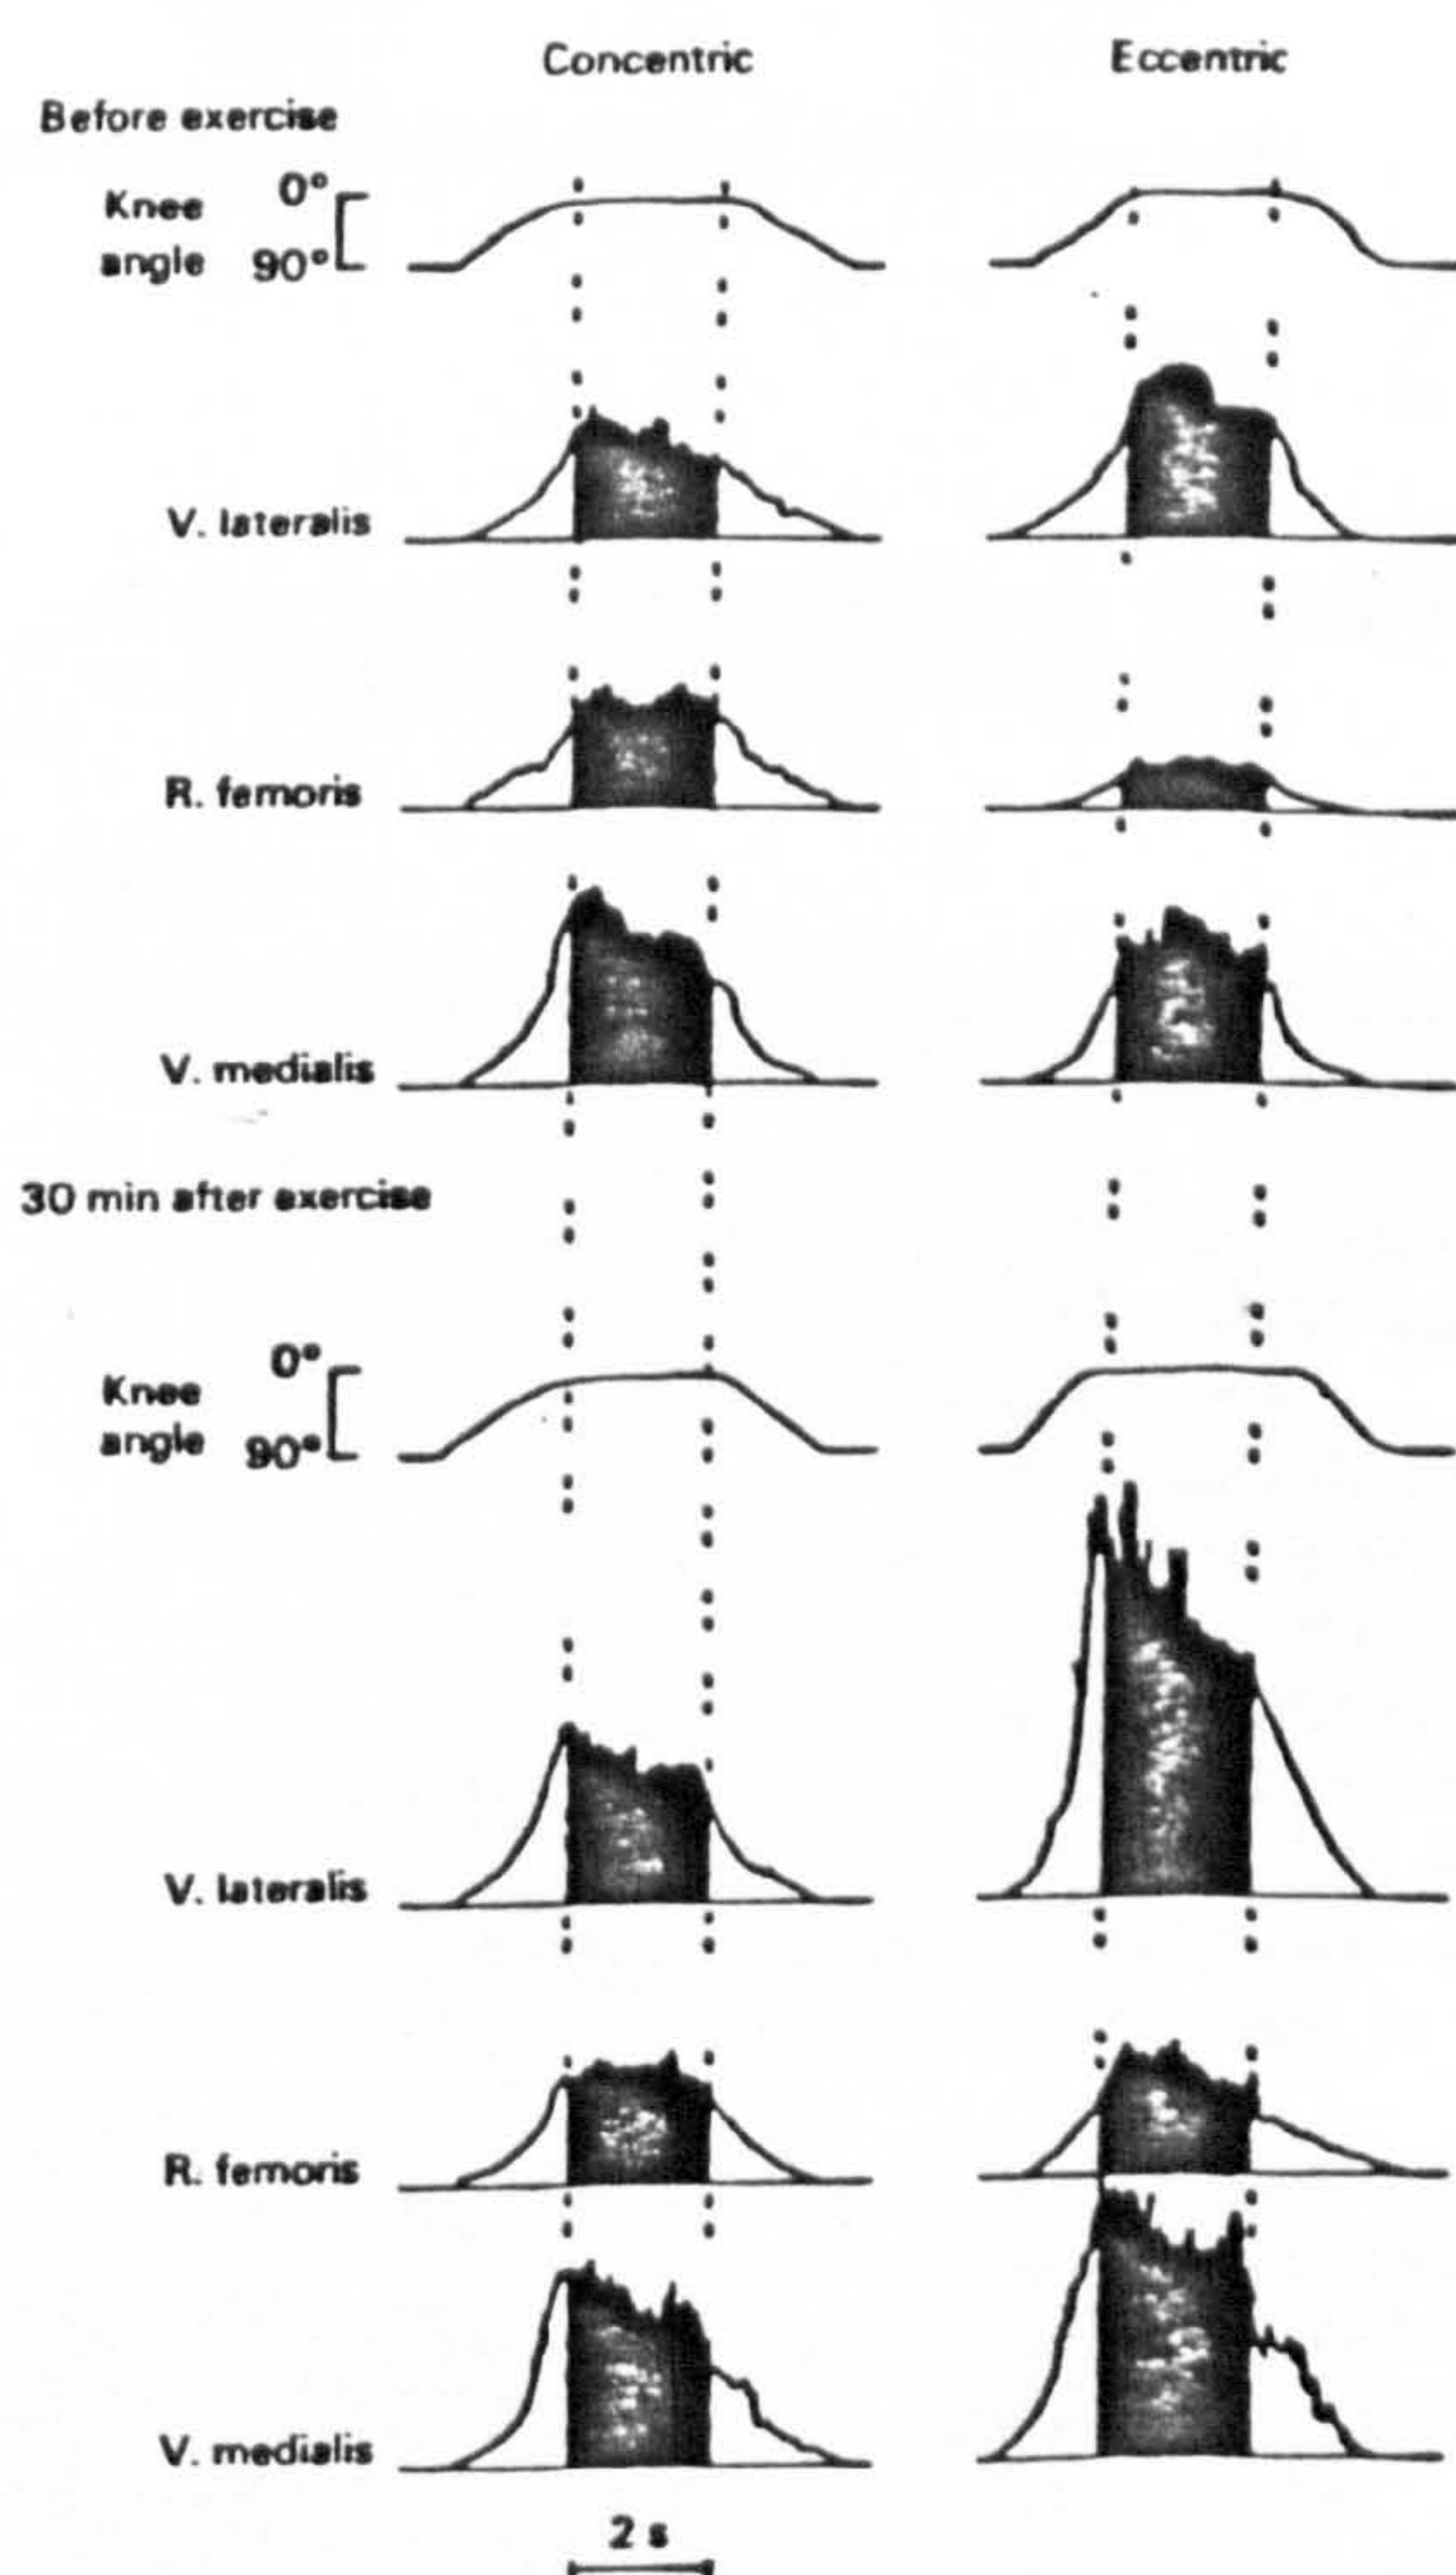 Concentric Eccentric
Before exercise
Knee 0°
angle 90°
V. lateralis
R. femoris
V. medialis
30 min after exercise
Knee 0°
angle 90°
V. lateralis
R. femoris
V. medialis
2 s